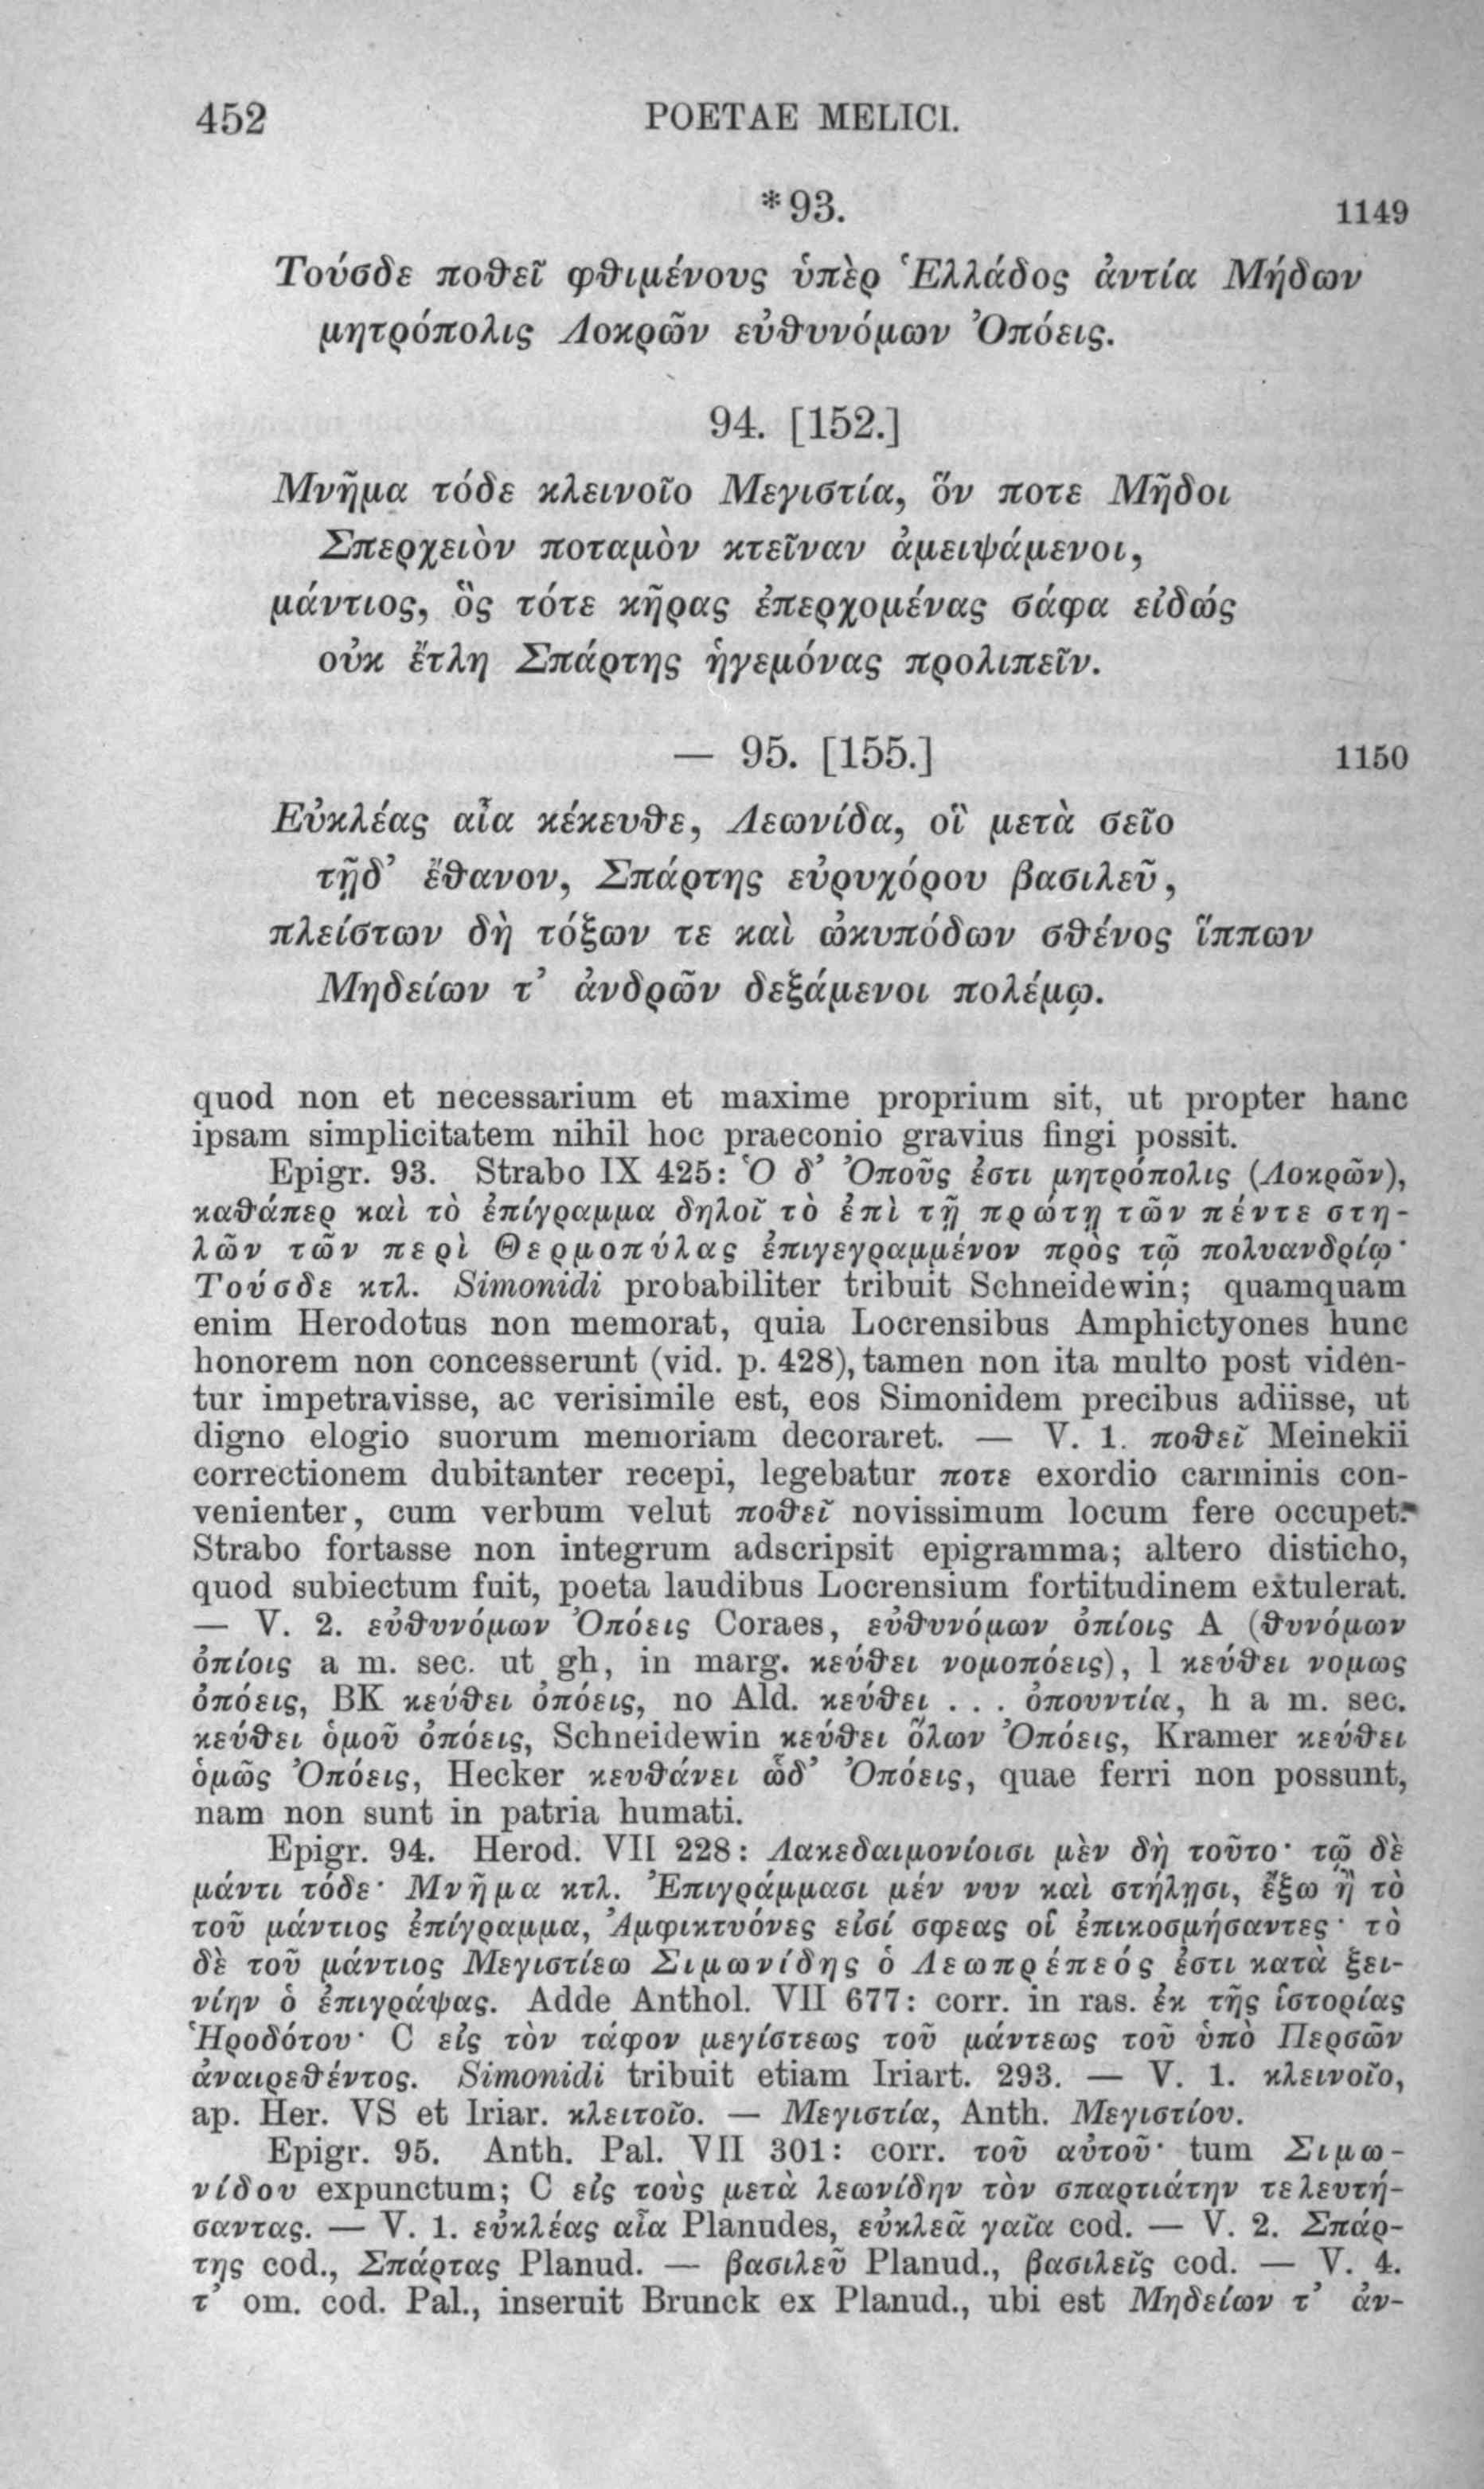 452 POETAE MELICI.
*93. 1149
Τούσδε ποθεῖ φθιμένους ὑπὲρ Ἑλλάδος ἀντία Μήδων
μητρόπολις Λοκρῶν εὐθυνόμων Ὀπόεις.
94. [152.]
Μνῆμα τόδε κλεινοῖο Μεγιστία, ὅν ποτε Μῆδοι
Σπερχειὸν ποταμὸν κτεῖναν ἀμειψάμενοι,
μάντιος, ὃς τότε κῆρας ἐπερχομένας σάφα εἰδώς
οὐκ ἔτλη Σπάρτης ἡγεμόνας προλιπεῖν.
— 95. [155.] 1150
Εὐκλέας αἶα κέκευθε, Λεωνίδα, οἳ μετὰ σεῖο
τῇδ’ ἔθανον, Σπάρτης εὐρυχόρου βασιλεῦ,
πλείστων δὴ τόξων τε καὶ ὠκυπόδων σθένος ἵππων
Μηδείων τ’ ἀνδρῶν δεξάμενοι πολέμῳ.
quod non et necessarium et maxime proprium sit, ut propter hanc
ipsam simplicitatem nihil hoc praeconio gravius fingi possit.
Epigr. 93. Strabo IX 425: Ὁ δ’ Ὀποῦς ἐστι μητρόπολις (Λοκρῶν),
καθάπερ καὶ τὸ ἐπίγραμμα δηλοῖ τὸ ἐπὶ τῇ πρώτῃ τῶν πέντε στη-
λῶν τῶν περὶ Θερμοπύλας ἐπιγεγραμμένον πρὸς τῷ πολυανδρίῳ·
Τούσδε κτλ. Simonidi probabiliter tribuit Schneidewin; quamquam
enim Herodotus non memorat, quia Locrensibus Amphictyones hunc
honorem non concesserunt (vid. p. 428), tamen non ita multo post viden-
tur impetravisse, ac verisimile est, eos Simonidem precibus adiisse, ut
digno elogio suorum memoriam decoraret. — V. 1. ποθεῖ Meinekii
correctionem dubitanter recepi, legebatur ποτε exordio carminis con-
venienter, cum verbum velut ποθεῖ novissimum locum fere occupet.
Strabo fortasse non integrum adscripsit epigramma; altero disticho,
quod subiectum fuit, poeta laudibus Locrensium fortitudinem extulerat.
— V. 2. εὐθυνόμων Ὀπόεις Coraes, εὐθυνόμων ὀπίοις A (θυνόμων
ὀπίοις a m. sec. ut gh, in marg. κεύθει νομοπόεις), l κεύθει νομως
ὀπόεις, BK κεύθει ὀπόεις, no Ald. κεύθει . . . ὀπουντία, h a m. sec.
κεύθει ὁμοῦ ὀπόεις, Schneidewin κεύθει ὅλων Ὀπόεις, Kramer κεύθει
ὁμῶς Ὀπόεις, Hecker κευθάνει ὧδ’ Ὀπόεις, quae ferri non possunt,
nam non sunt in patria humati.
Epigr. 94. Herod. VII 228: Λακεδαιμονίοισι μὲν δὴ τοῦτο· τῷ δὲ
μάντι τόδε· Μνῆμα κτλ. Ἐπιγράμμασι μέν νυν καὶ στήλῃσι, ἔξω ἢ τὸ
τοῦ μάντιος ἐπίγραμμα, Ἀμφικτυόνες εἰσί σφεας οἱ ἐπικοσμήσαντες· τὸ
δὲ τοῦ μάντιος Μεγιστίεω Σιμωνίδης ὁ Λεωπρέπεός ἐστι κατὰ ξει-
νίην ὁ ἐπιγράψας. Adde Anthol. VII 677: corr. in ras. ἐκ τῆς ἱστορίας
Ἡροδότου· C εἰς τὸν τάφον μεγίστεως τοῦ μάντεως τοῦ ὑπὸ Περσῶν
ἀναιρεθέντος. Simonidi tribuit etiam Iriart. 293. — V. 1. κλεινοῖο,
ap. Her. VS et Iriar. κλειτοῖο. — Μεγιστία, Anth. Μεγιστίου.
Epigr. 95. Anth. Pal. VII 301: corr. τοῦ αὐτοῦ· tum Σιμω-
νίδου expunctum; C εἰς τοὺς μετὰ λεωνίδην τὸν σπαρτιάτην τελευτή-
σαντας. — V. 1. εὐκλέας αἶα Planudes, εὐκλεᾶ γαῖα cod. — V. 2. Σπάρ-
της cod., Σπάρτας Planud. — βασιλεῦ Planud., βασιλεῖς cod. — V. 4.
τ’ om. cod. Pal., inseruit Brunck ex Planud., ubi est Μηδείων τ’ ἀν-